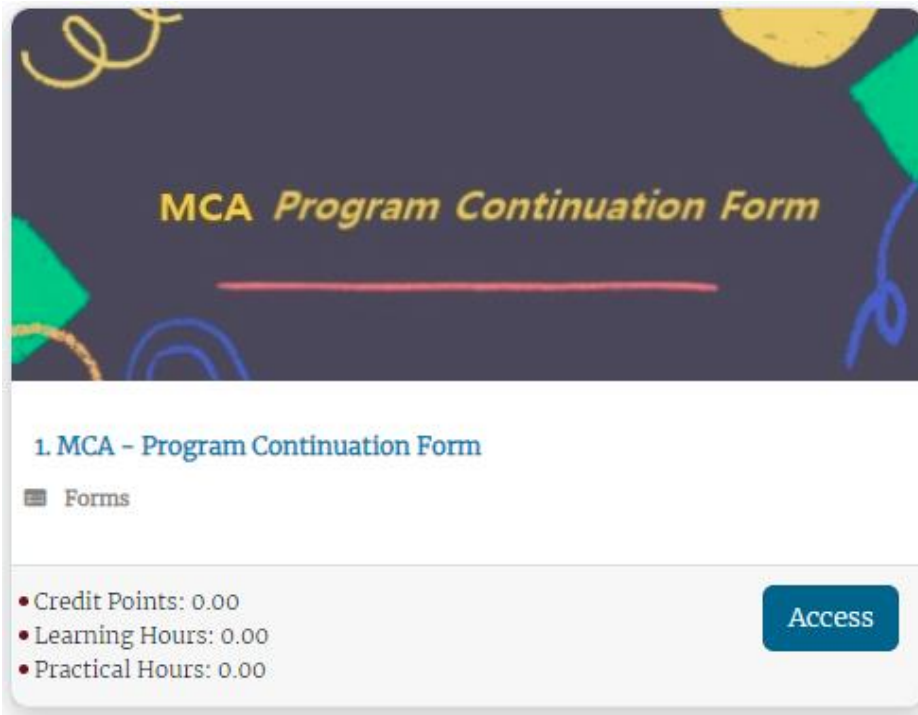 MCA Program Continuation Form
1. MCA – Program Continuation Form
Forms
• Credit Points: 0.00
• Learning Hours: 0.00
• Practical Hours: 0.00
Access